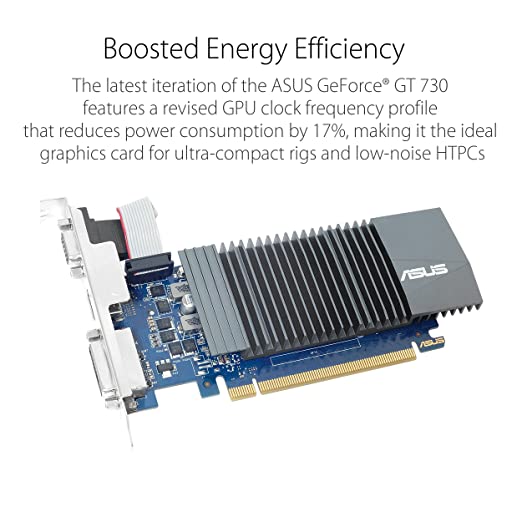 Boosted Energy Efficiency
The latest iteration of the ASUS GeForce® GT 730
features a revised GPU clock frequency profile
that reduces power consumption by 17%, making it the ideal
graphics card for ultra-compact rigs and low-noise HTPCs
ASUS
ASUS